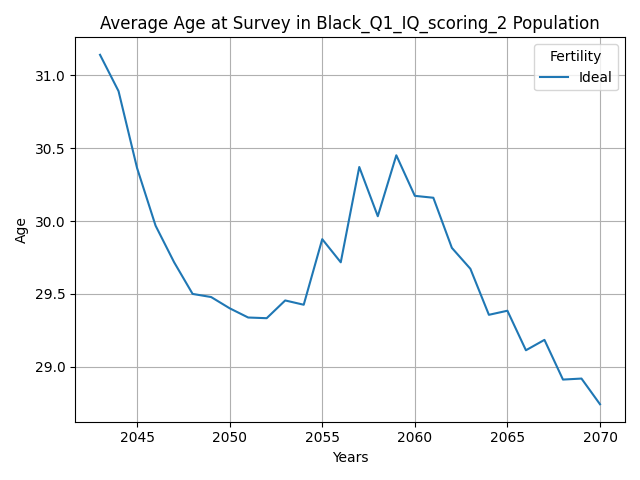 Average Age at Survey in Black_Q1_IQ_scoring_2 Population
Fertility
Ideal
31.0
30.5
30.0
29.5
29.0
Age
2045 2050 2055 2060 2065 2070
Years